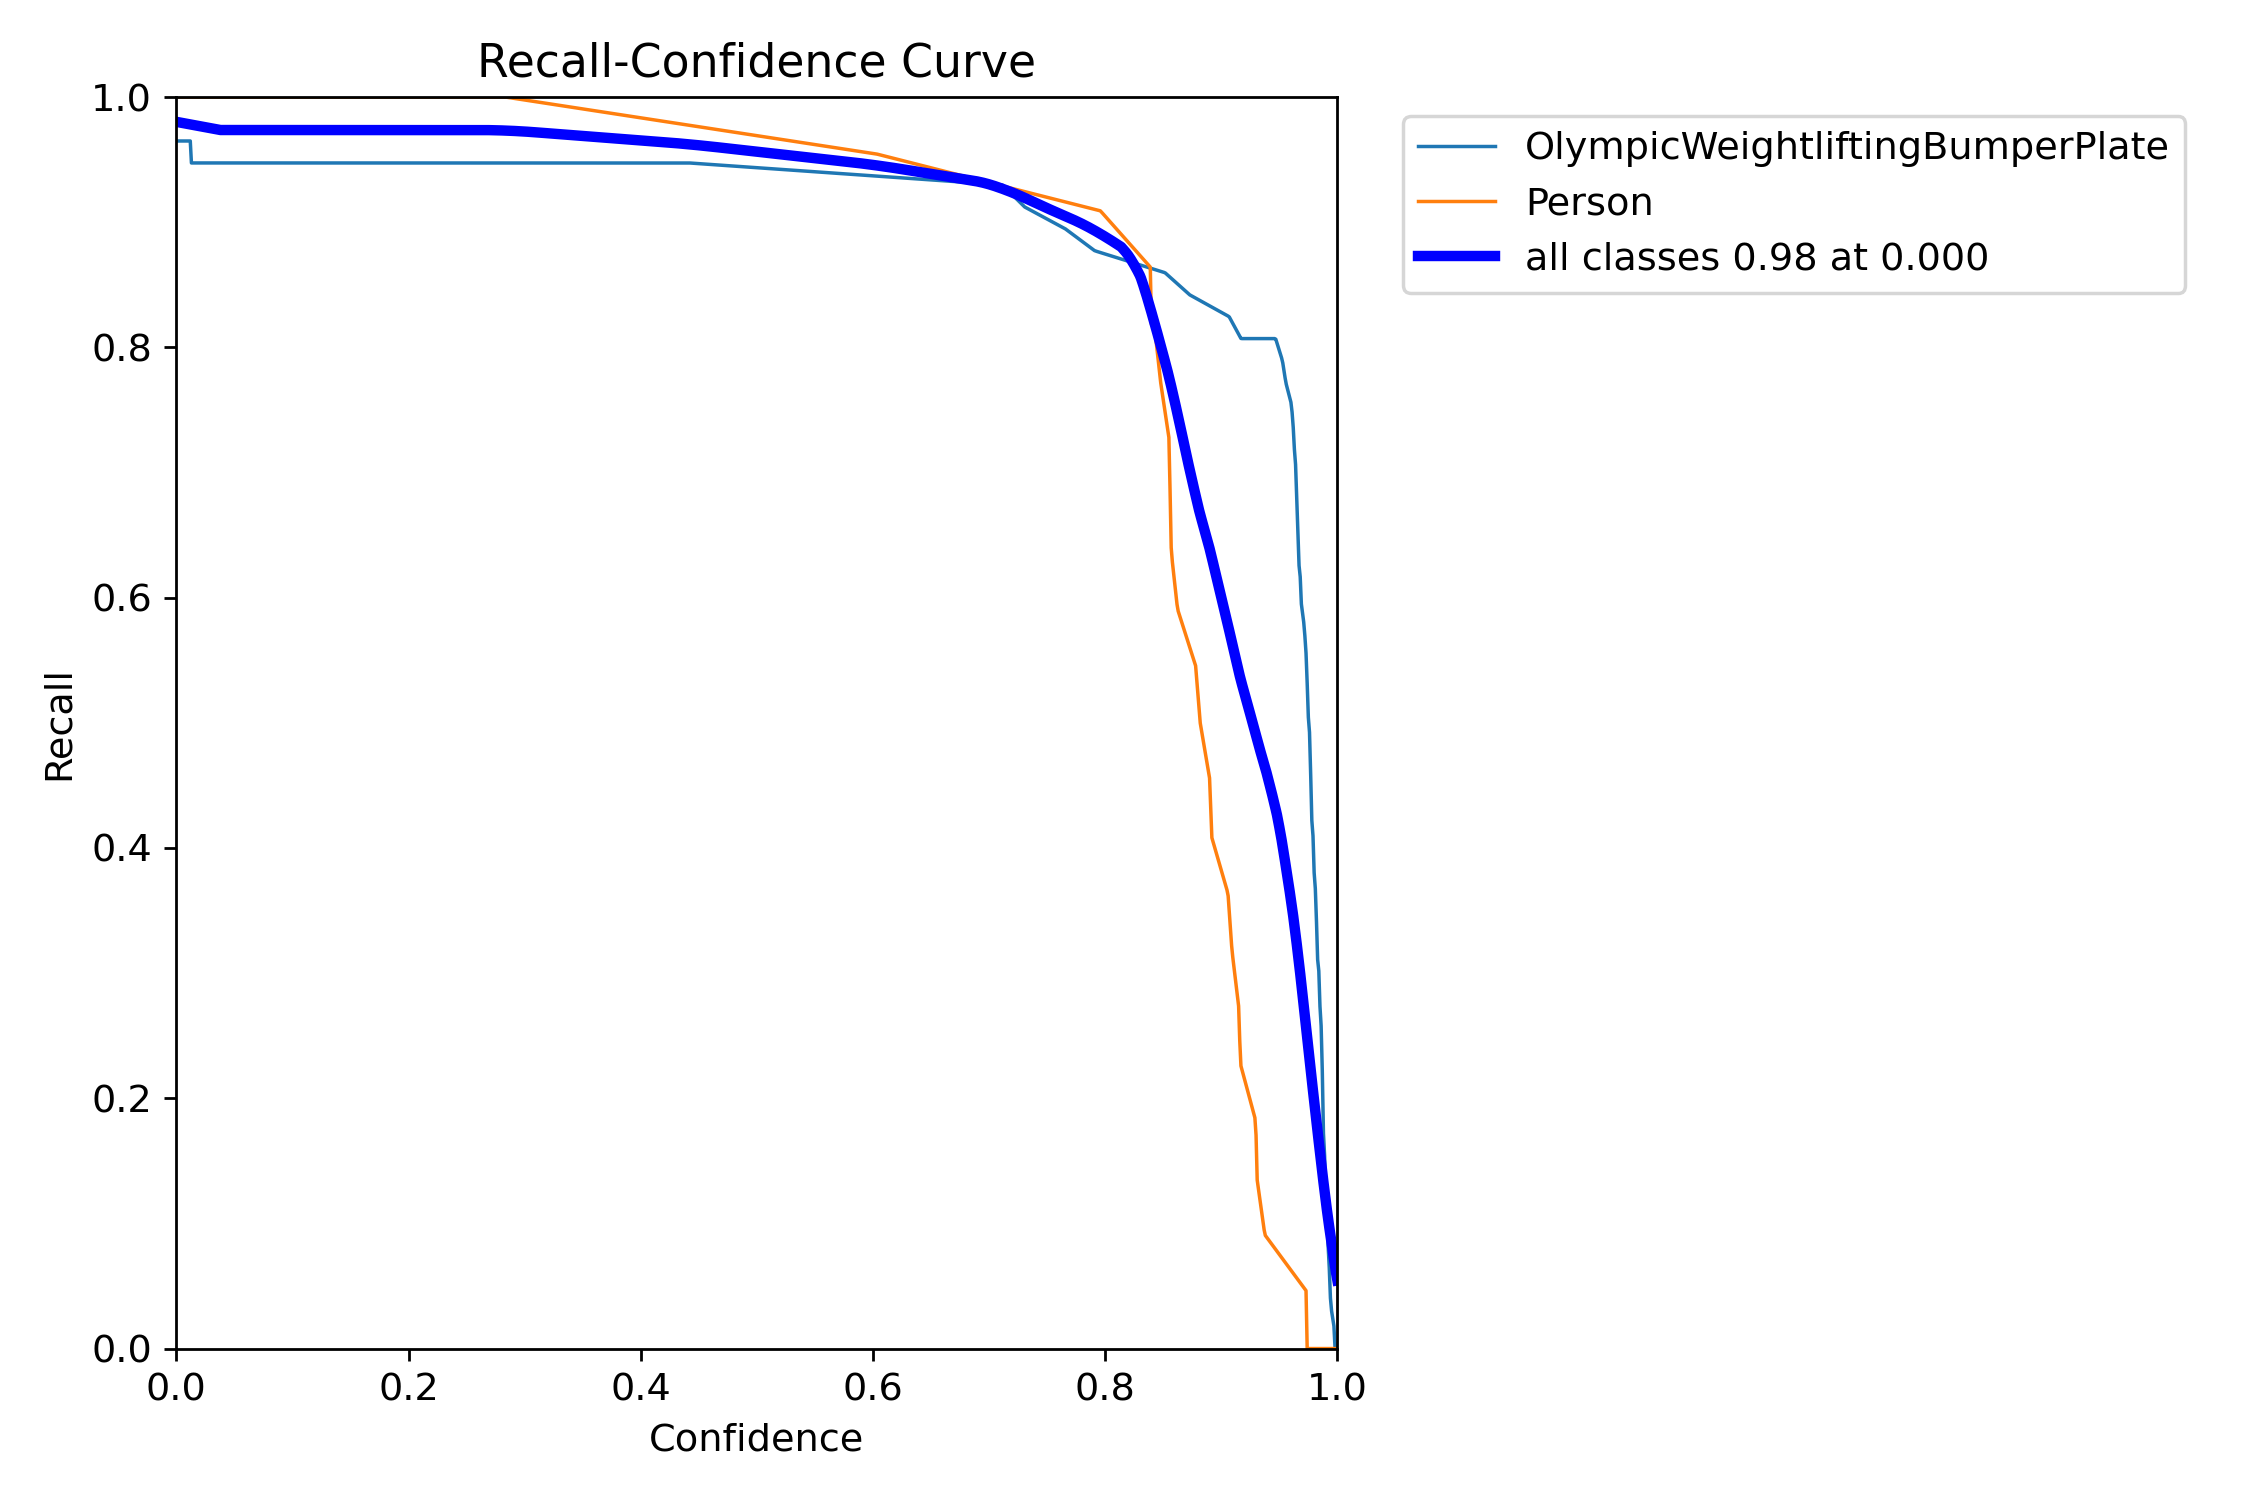 Recall-Confidence Curve
1.0
0.8
0.6
0.4
0.2
0.0
Recall
0.0 0.2 0.4 0.6 0.8 1.0
Confidence
OlympicWeightliftingBumperPlate
Person
all classes 0.98 at 0.000